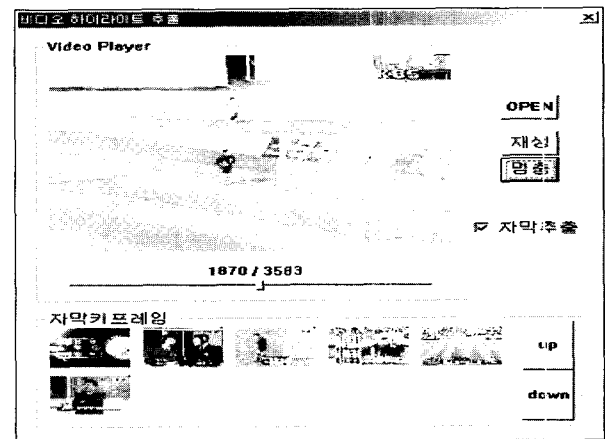 비디오 하이라이트 추출
Video Player
KBS
OPEN
재생
멈춤
자막추출
1870 / 3583
자막키프레임
up
down